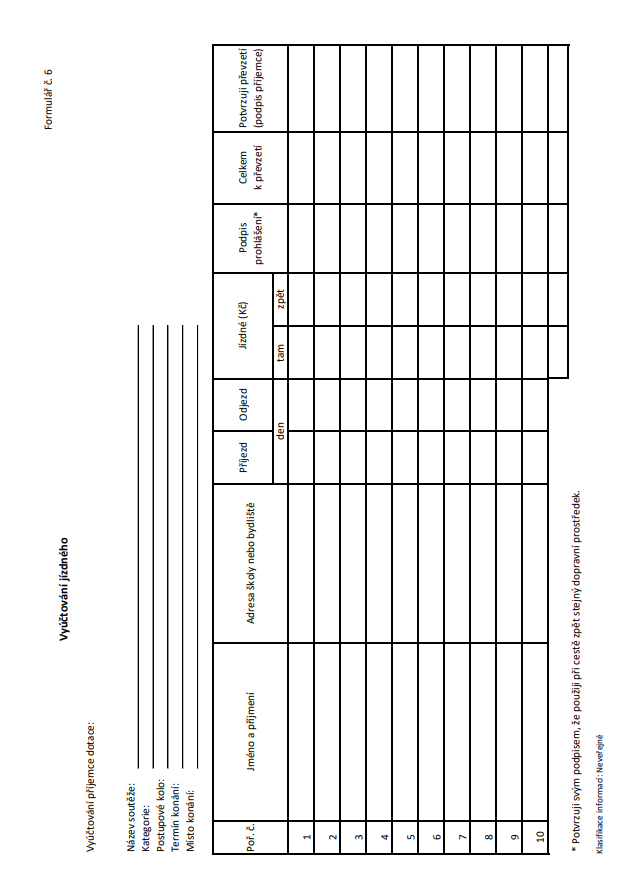 Formulář č. 6
Vyúčtování jízdného
Vyúčtování příjemce dotace:
Název soutěže:
Kategorie:
Postupové kolo:
Termín konání:
Místo konání:
Poř. č.
Jméno a příjmení
Adresa školy nebo bydliště
Příjezd
Odjezd
den
Jízdné (Kč)
tam
zpět
Podpis
prohlášení*
Celkem
k převzetí
Potvrzuji převzetí
(podpis příjemce)
1
2
3
4
5
6
7
8
9
10
* Potvrzuji svým podpisem, že použiji při cestě zpět stejný dopravní prostředek.
Klasifikace informací: Neveřejné